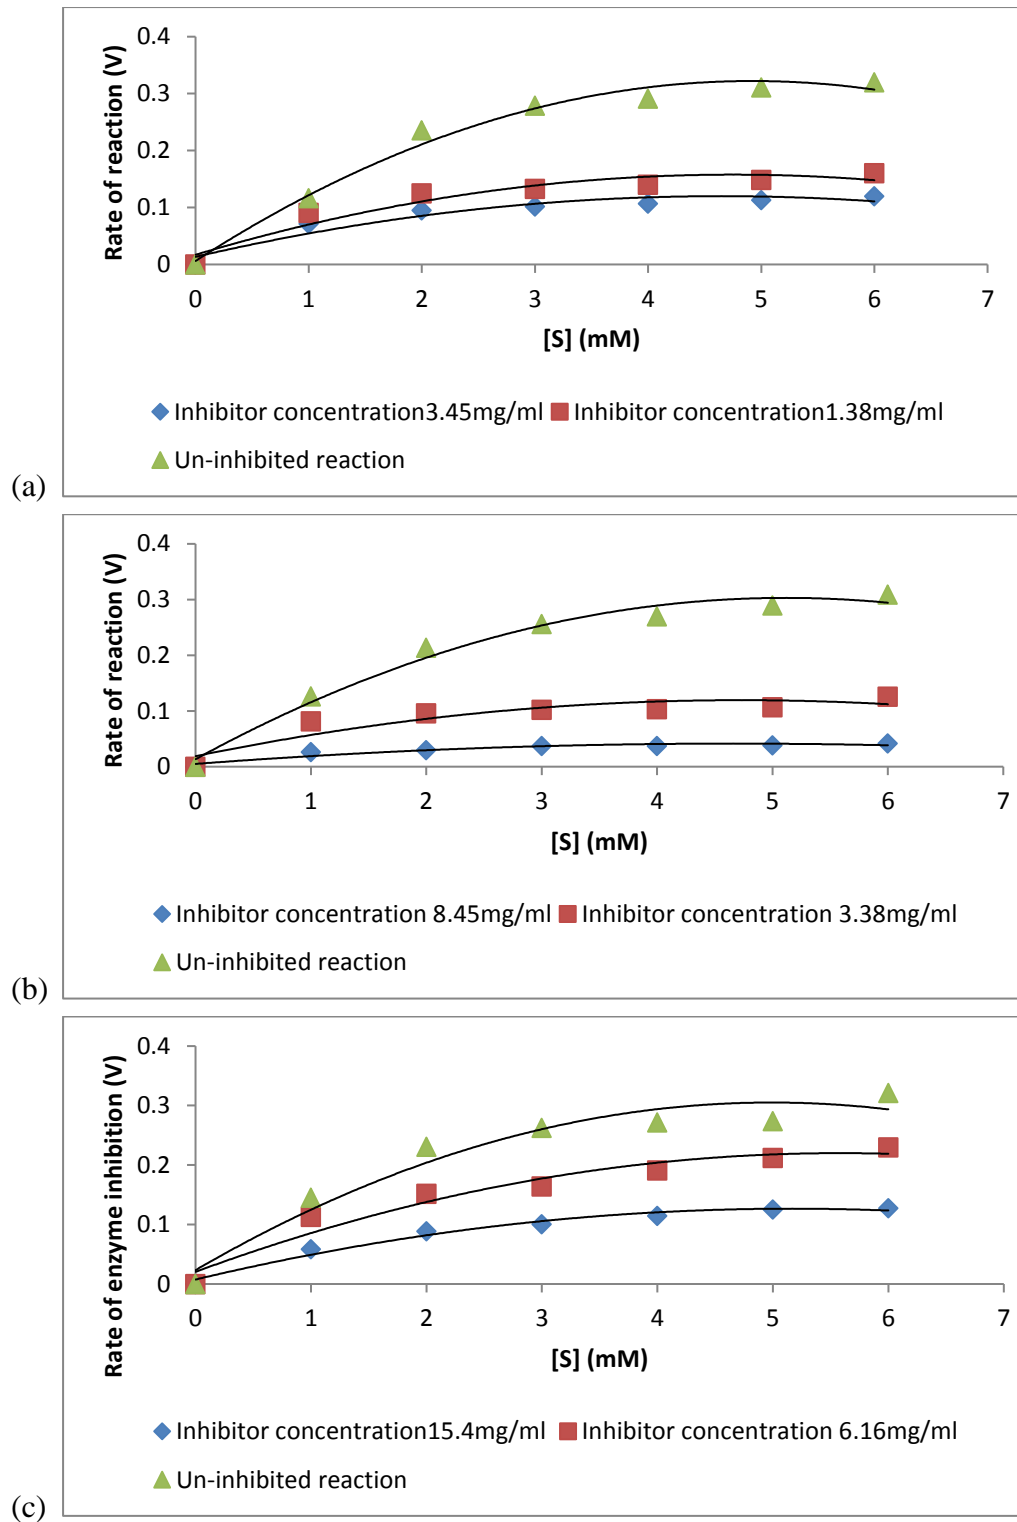 0.4
0.3
0.2
0.1
0
Rate of reaction (V)
0 1 2 3 4 5 6 7
[S] (mM)
Inhibitor concentration3.45mg/ml Inhibitor concentration1.38mg/ml
Un-inhibited reaction
(a)
0.4
0.3
0.2
0.1
0
Rate of reaction (V)
0 1 2 3 4 5 6 7
[S] (mM)
Inhibitor concentration 8.45mg/ml Inhibitor concentration 3.38mg/ml
Un-inhibited reaction
(b)
0.4
0.3
0.2
0.1
0
Rate of enzyme inhibition (V)
0 1 2 3 4 5 6 7
[S] (mM)
Inhibitor concentration15.4mg/ml Inhibitor concentration 6.16mg/ml
Un-inhibited reaction
(c)